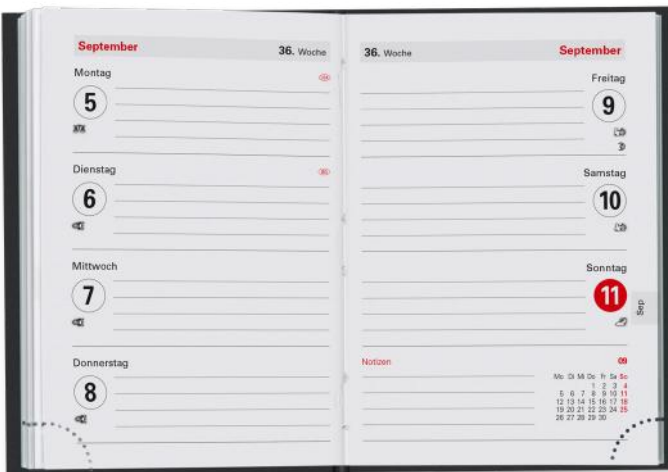 September 36. Woche
Montag
5
Dienstag
6
Mittwoch
7
Donnerstag
8
36. Woche September
Freitag
9
Samstag
10
Sonntag
11
Sep
Notizen 09
Mo Di Mi Do Fr Sa So
1 2 3 4
5 6 7 8 9 10 11
12 13 14 15 16 17 18
19 20 21 22 23 24 25
26 27 28 29 30